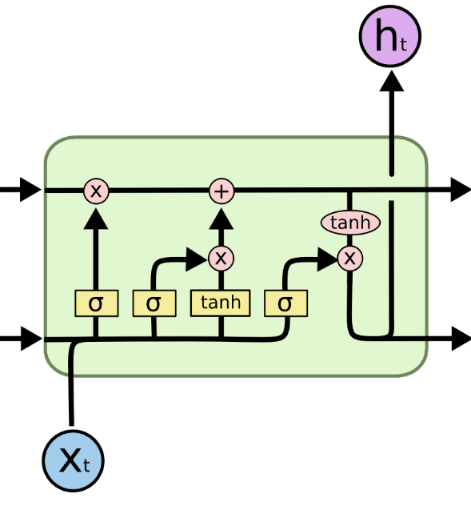 ht
x +
tanh
x x
σ σ tanh σ
xt